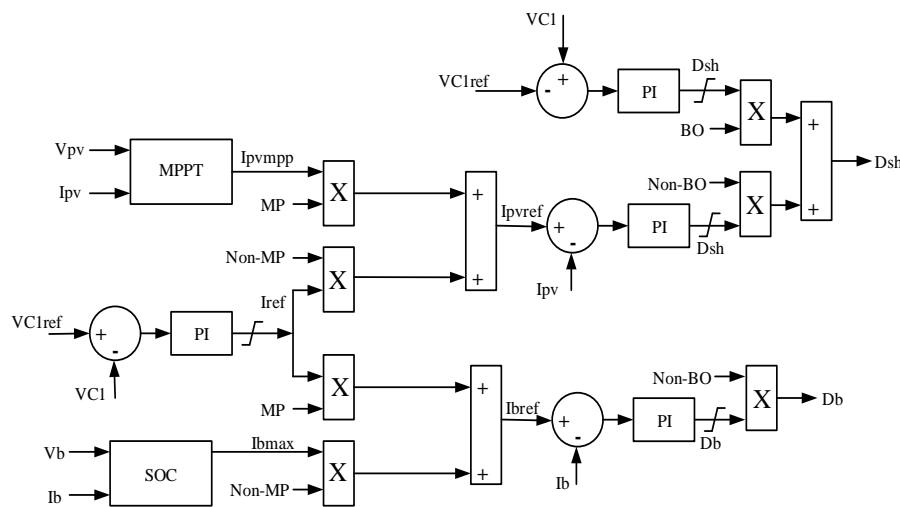 VC1
VC1ref
+
-
PI
Dsh
BO
X
+
+
Dsh
Vpv
Ipv
MPPT
Ipvmpp
MP
X
+
+
Ipvref
+
-
Ipv
PI
Dsh
Non-BO
X
Non-MP
Iref
X
VC1ref
+
-
VC1
PI
X
MP
+
+
Ibref
+
-
Ib
PI
Db
Non-BO
X
Db
Vb
Ib
SOC
Ibmax
Non-MP
X